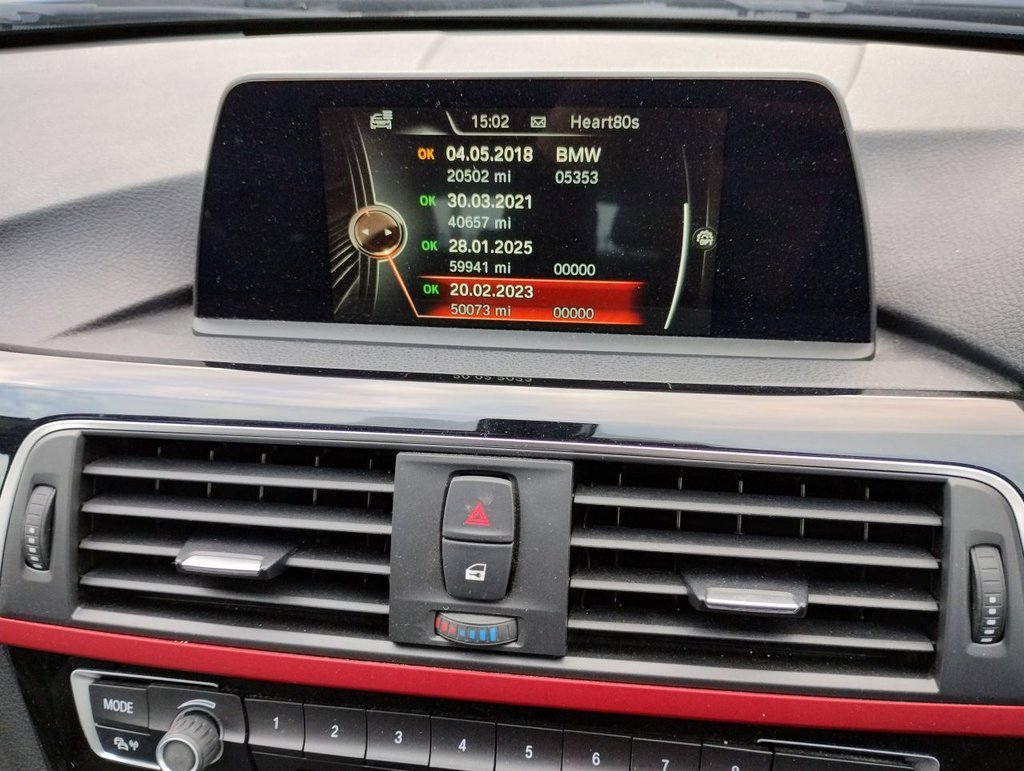 15:02 Heart80s
OK 04.05.2018 BMW
20502 mi 05353
OK 30.03.2021
40657 mi
OK 28.01.2025
59941 mi 00000
OK 20.02.2023
50073 mi 00000
OPT
MODE
1 2 3 4 5 6 7 8